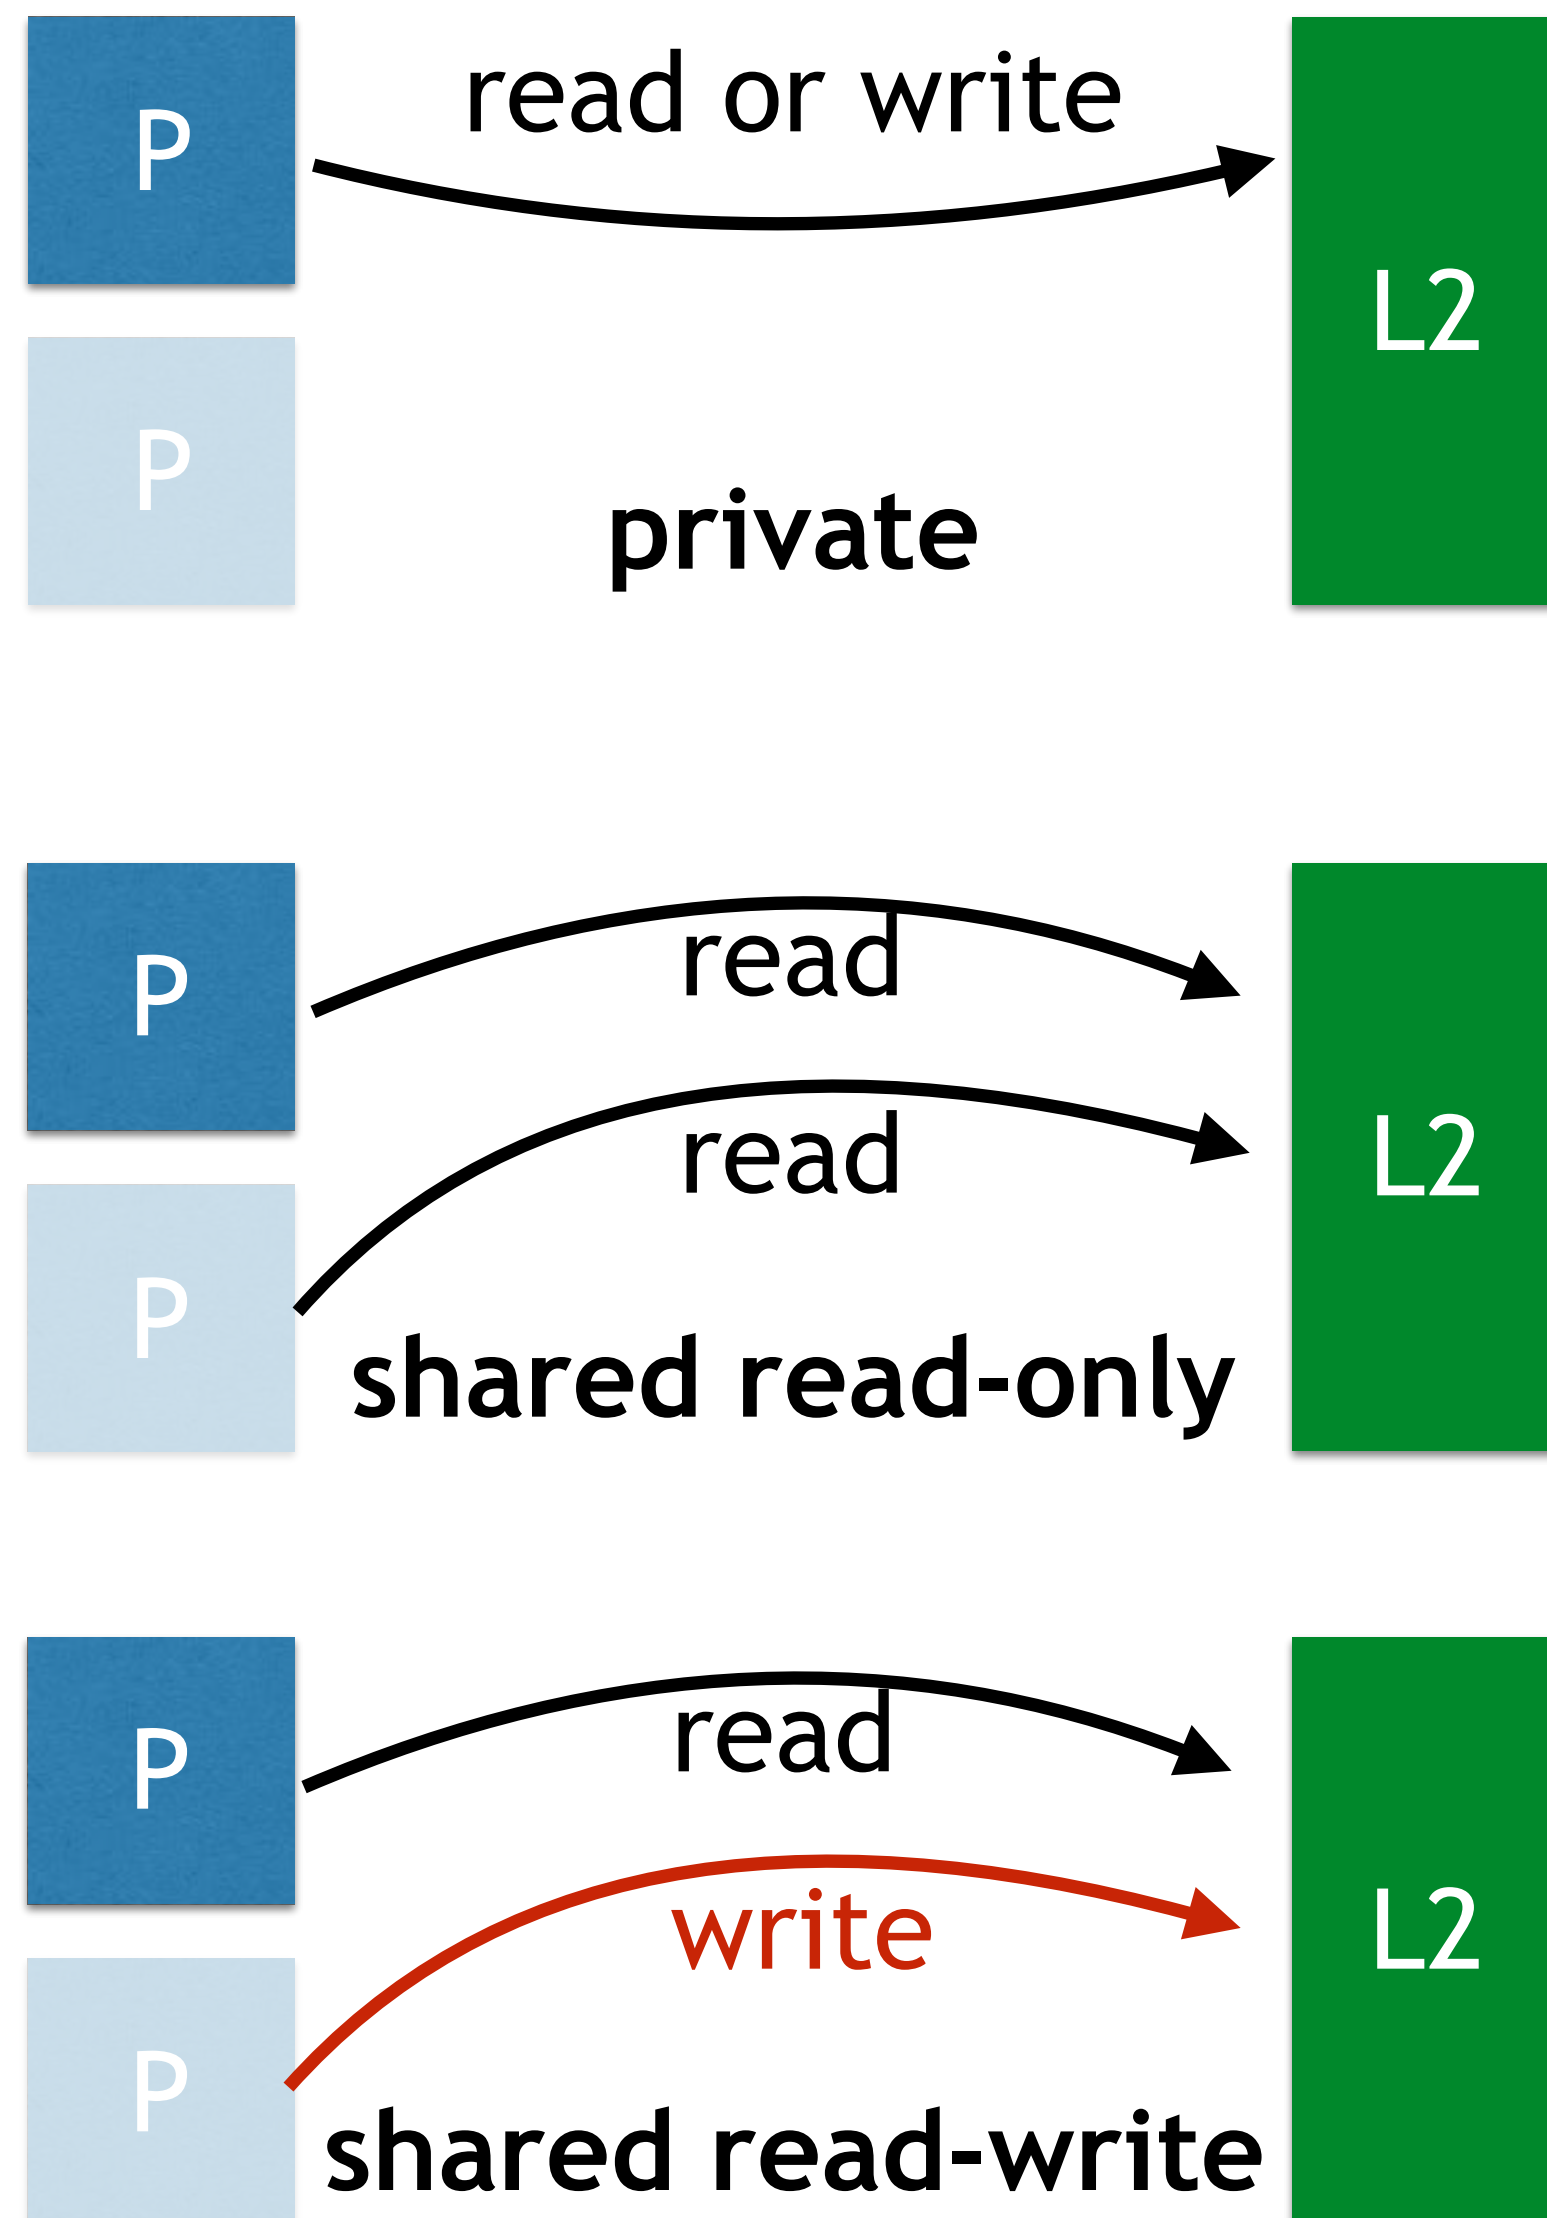 P
read or write
L2
P
private
P
read
read
L2
P
shared read-only
P
read
write
L2
P
shared read-write